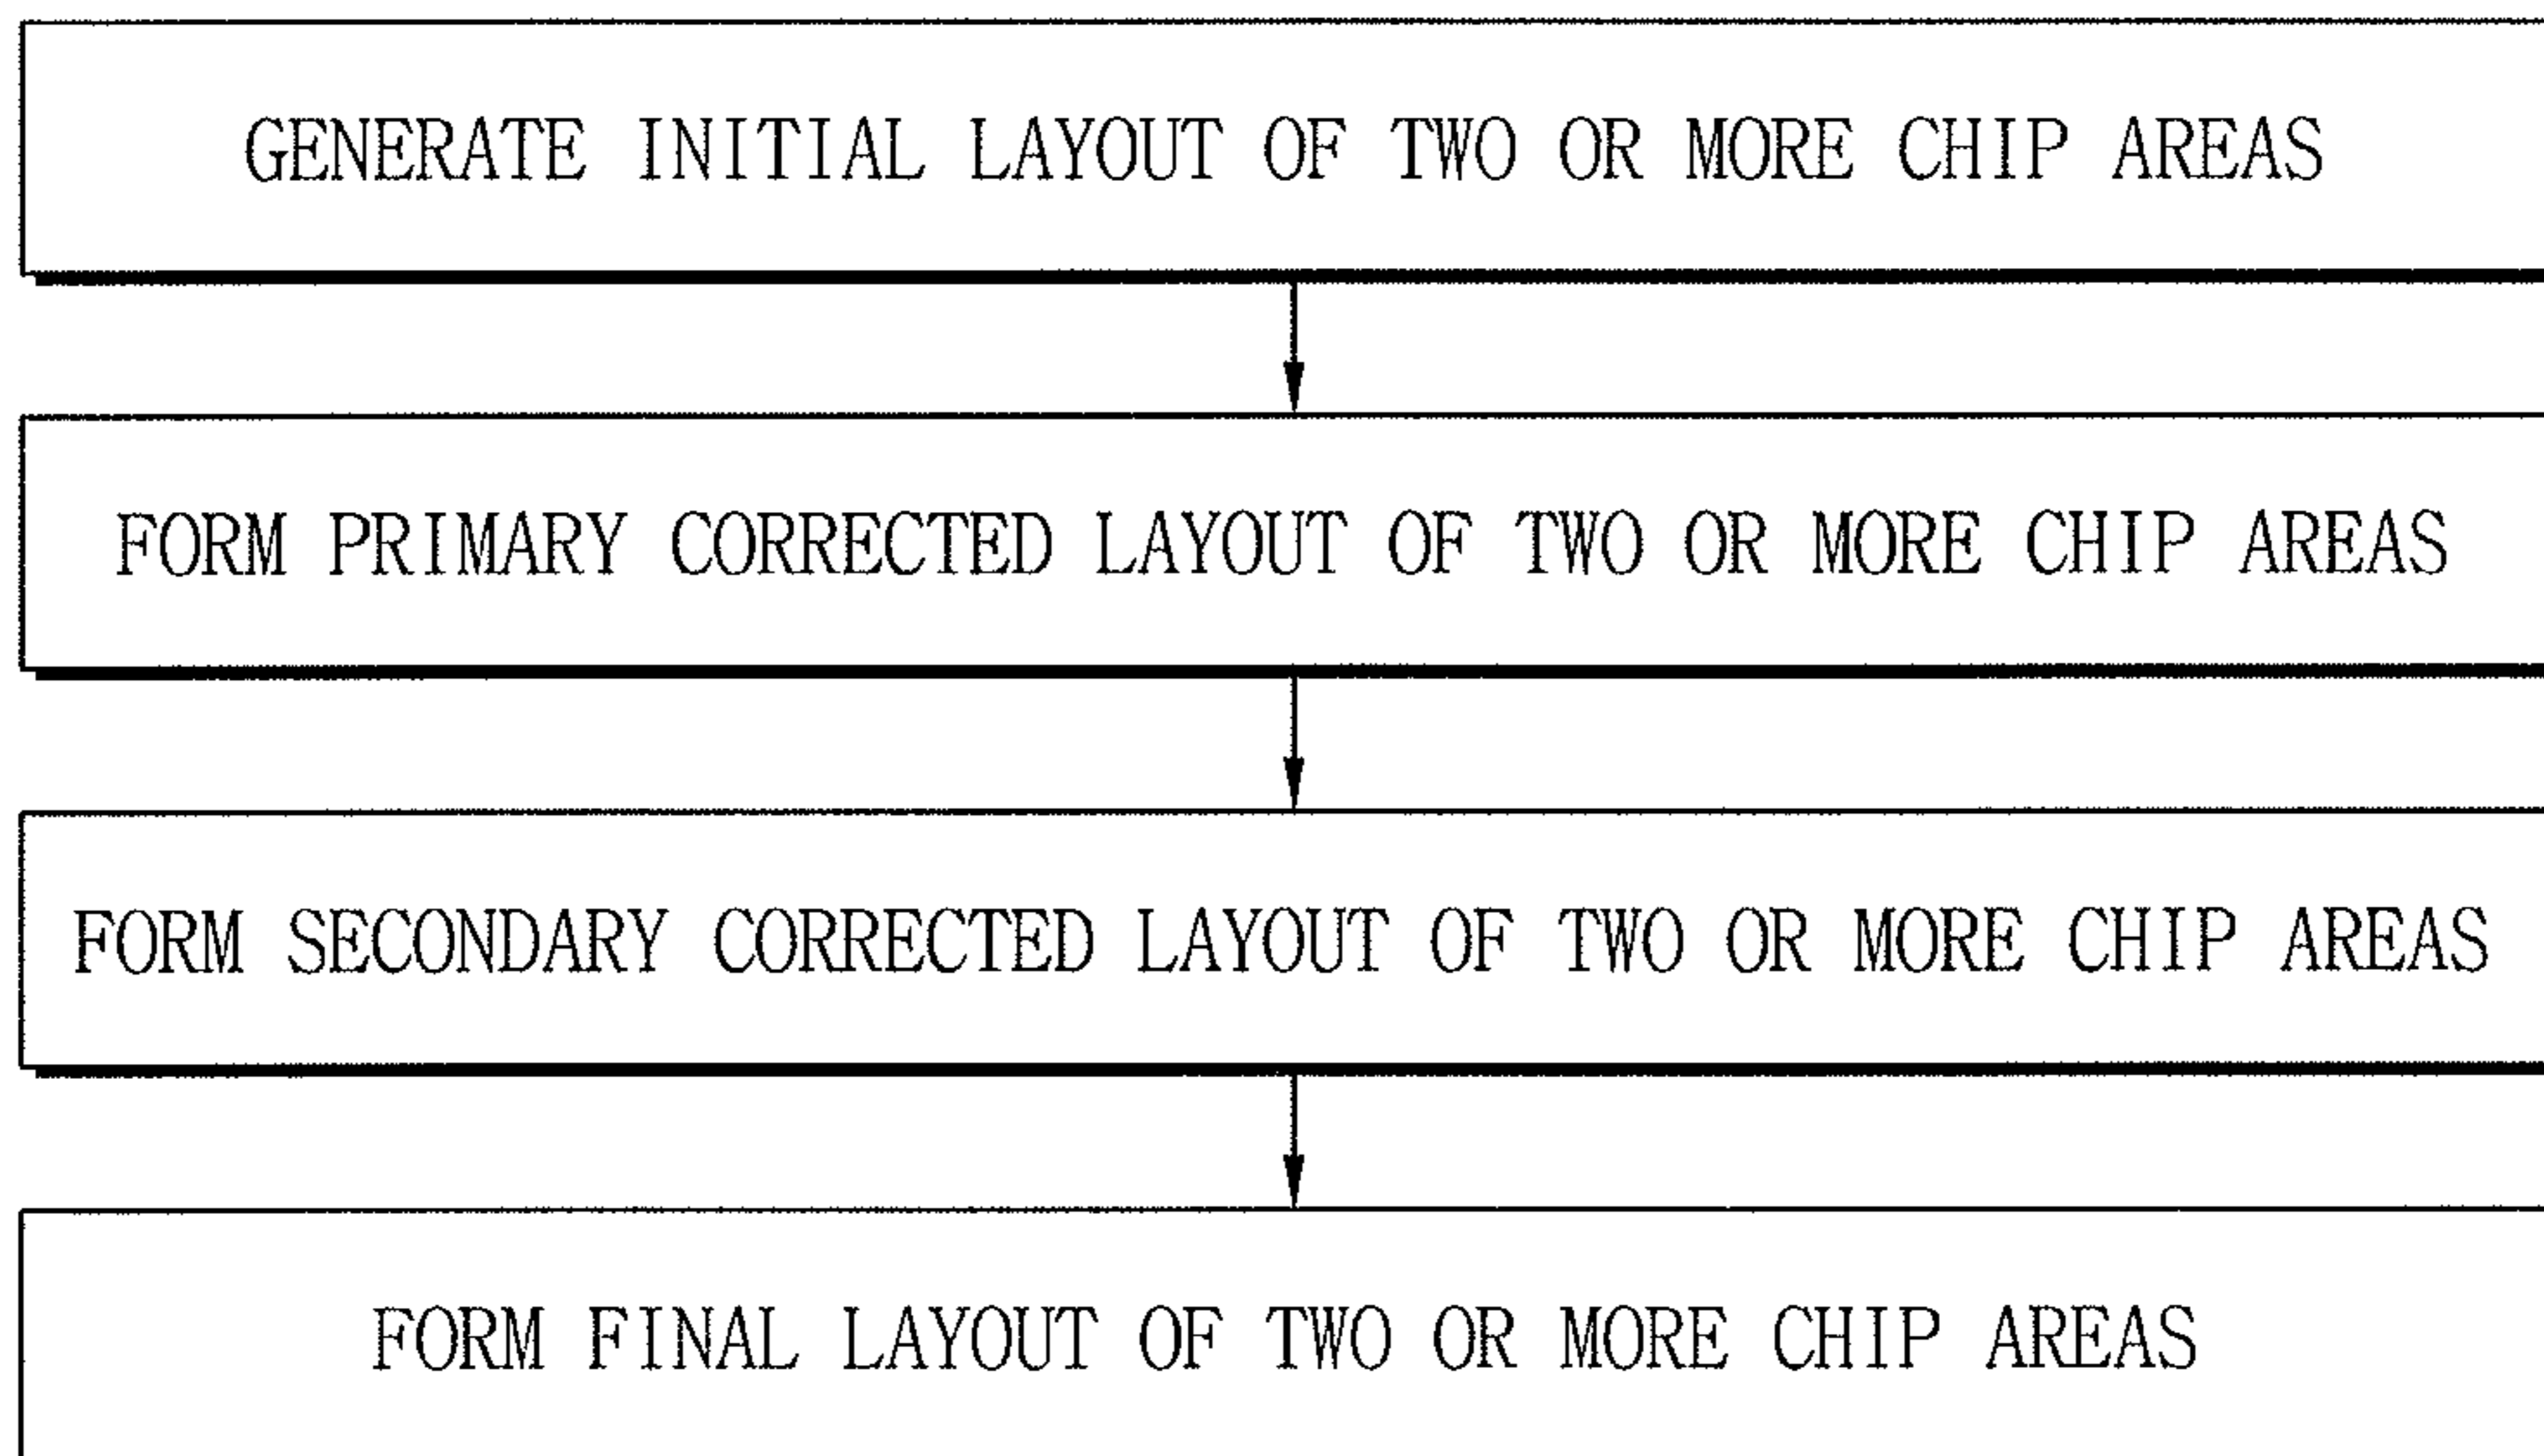 GENERATE INITIAL LAYOUT OF TWO OR MORE CHIP AREAS
FORM PRIMARY CORRECTED LAYOUT OF TWO OR MORE CHIP AREAS
FORM SECONDARY CORRECTED LAYOUT OF TWO OR MORE CHIP AREAS
FORM FINAL LAYOUT OF TWO OR MORE CHIP AREAS